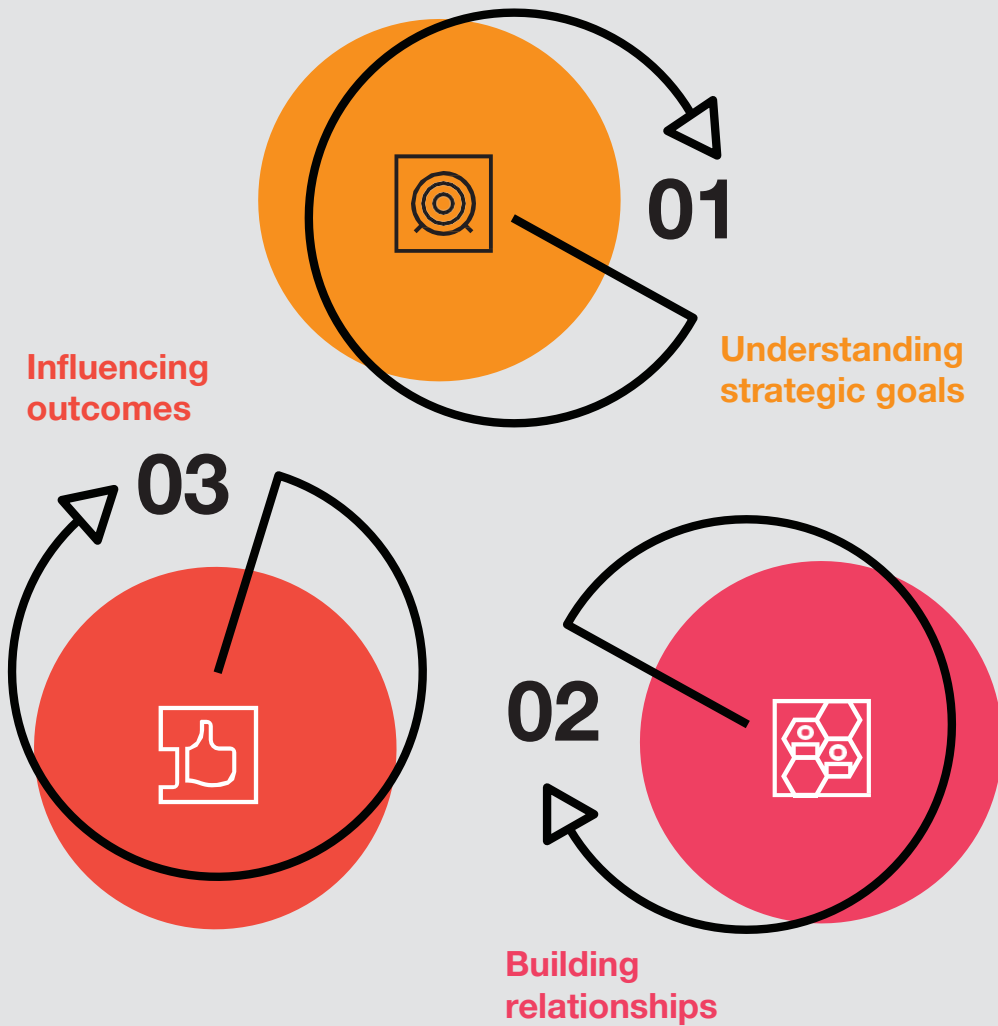 01
Understanding
strategic goals
02
Building
relationships
03
Influencing
outcomes